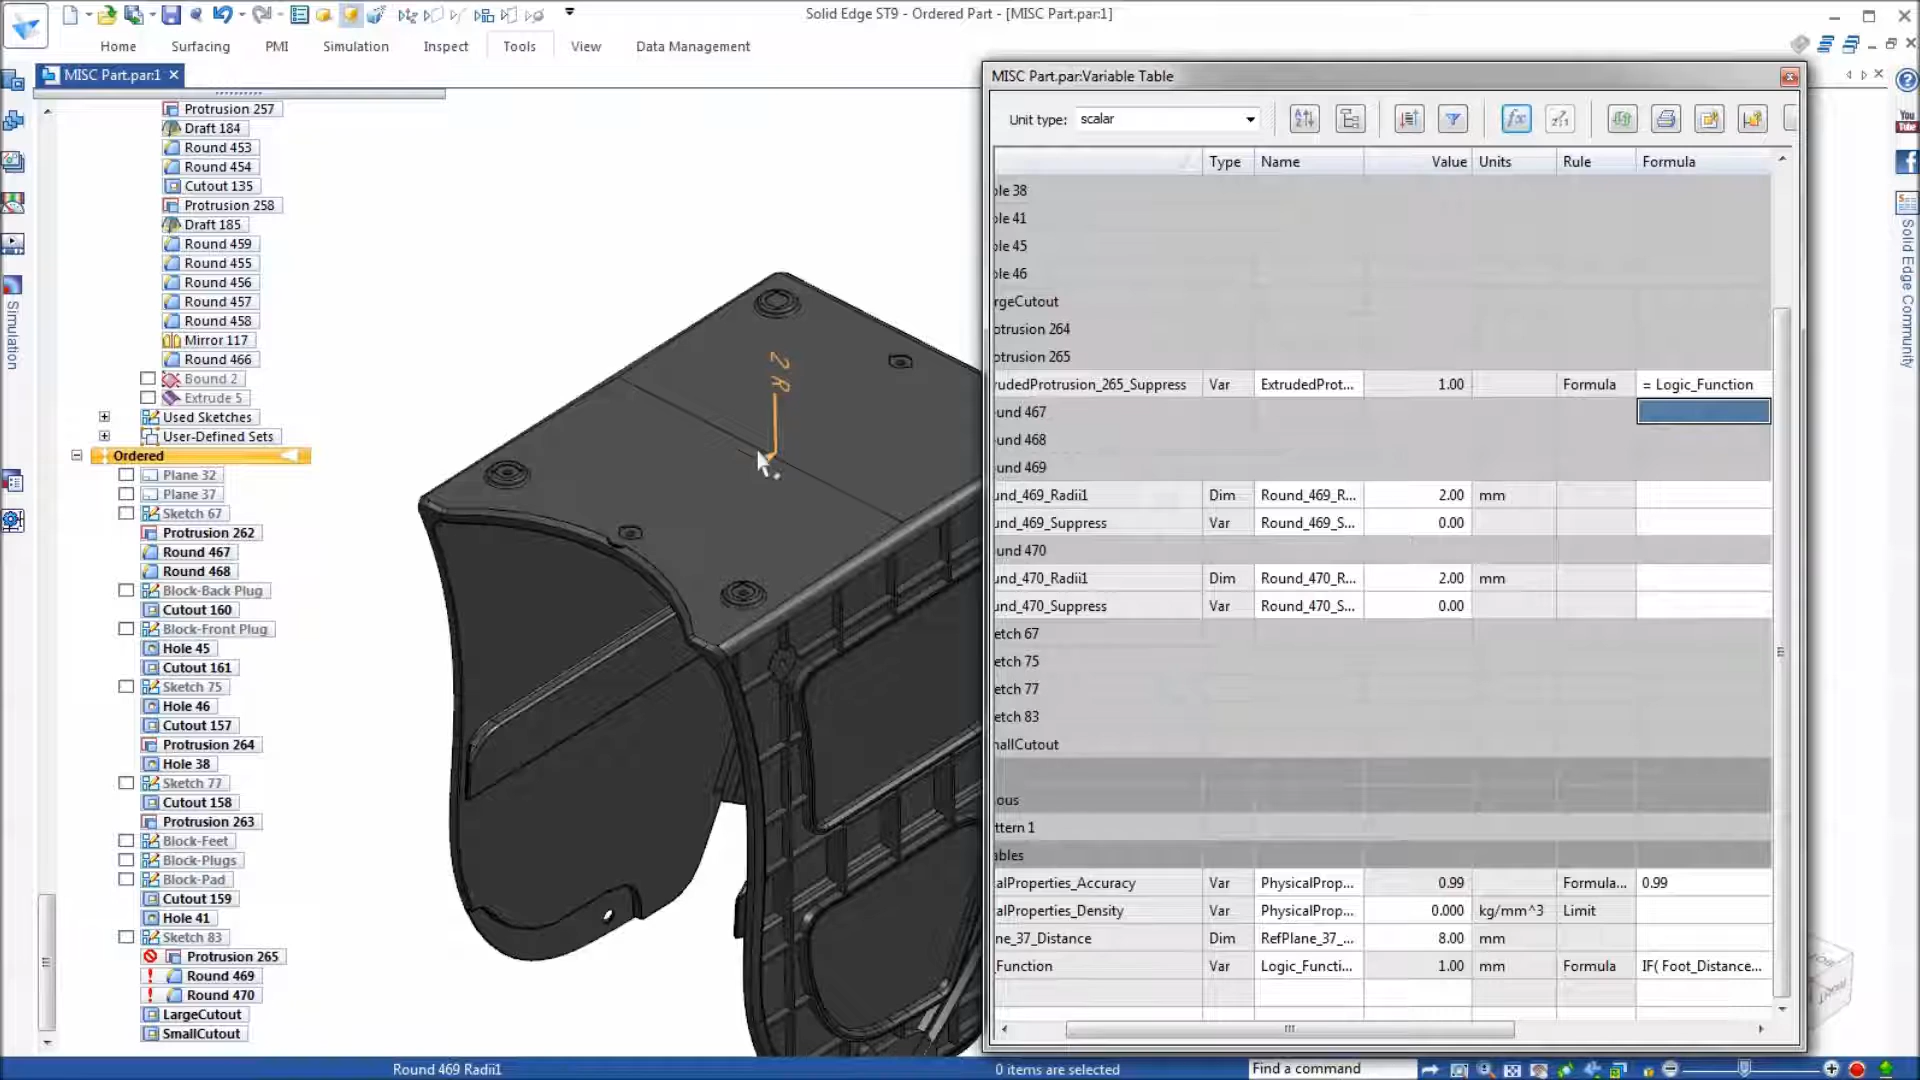 Solid Edge ST9 - Ordered Part - [MISC Part.par:1]
Home Surfacing PMI Simulation Inspect Tools View Data Management
MISC Part.par:1
Protrusion 257
Draft 184
Round 453
Round 454
Cutout 135
Protrusion 258
Draft 185
Round 459
Round 455
Round 456
Round 457
Round 458
Mirror 117
Round 466
Bound 2
Extrude 5
Used Sketches
User-Defined Sets
Ordered
Plane 32
Plane 37
Sketch 67
Protrusion 262
Round 467
Round 468
Block-Back Plug
Cutout 160
Block-Front Plug
Hole 45
Cutout 161
Sketch 75
Hole 46
Cutout 157
Protrusion 264
Hole 38
Sketch 77
Cutout 158
Protrusion 263
Block-Feet
Block-Plugs
Block-Pad
Cutout 159
Hole 41
Sketch 83
Protrusion 265
Round 469
Round 470
LargeCutout
SmallCutout
Simulation
2 R
MISC Part.par:Variable Table
Unit type: scalar
Type Name Value Units Rule Formula
ole 38
ole 41
ole 45
ole 46
rgeCutout
otrusion 264
otrusion 265
rudedProtrusion_265_Suppress Var ExtrudedProt... 1.00 Formula = Logic_Function
und 467
und 468
und 469
und_469_Radii1 Dim Round_469_R... 2.00 mm
und_469_Suppress Var Round_469_S... 0.00
und 470
und_470_Radii1 Dim Round_470_R... 2.00 mm
und_470_Suppress Var Round_470_S... 0.00
etch 67
etch 75
etch 77
etch 83
nallCutout
ous
ttern 1
ables
alProperties_Accuracy Var PhysicalProp... 0.99 Formula... 0.99
alProperties_Density Var PhysicalProp... 0.000 kg/mm^3 Limit
ne_37_Distance Dim RefPlane_37_... 8.00 mm
_Function Var Logic_Functi... 1.00 mm Formula IF( Foot_Distance...
You
Tube
Solid Edge Community
RIGHT
Round 469 Radii1 0 items are selected Find a command